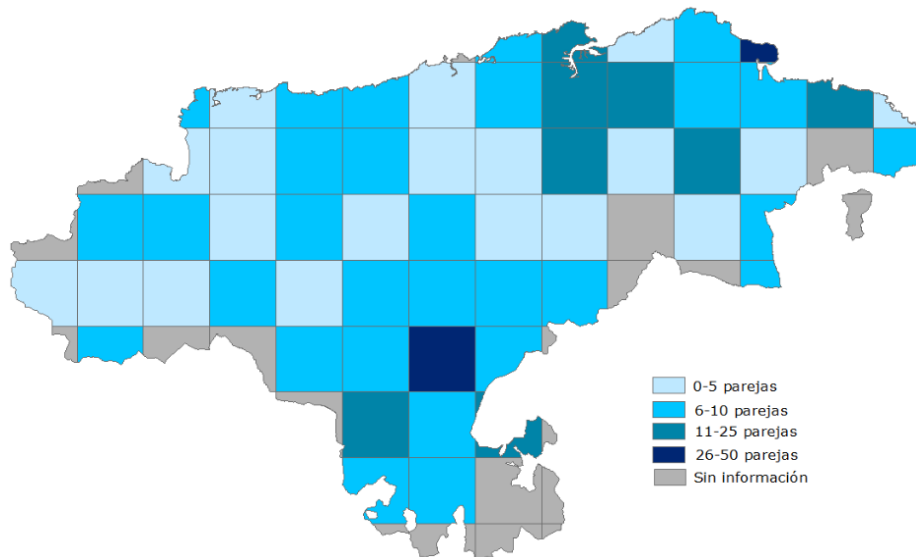 0-5 parejas
6-10 parejas
11-25 parejas
26-50 parejas
Sin información